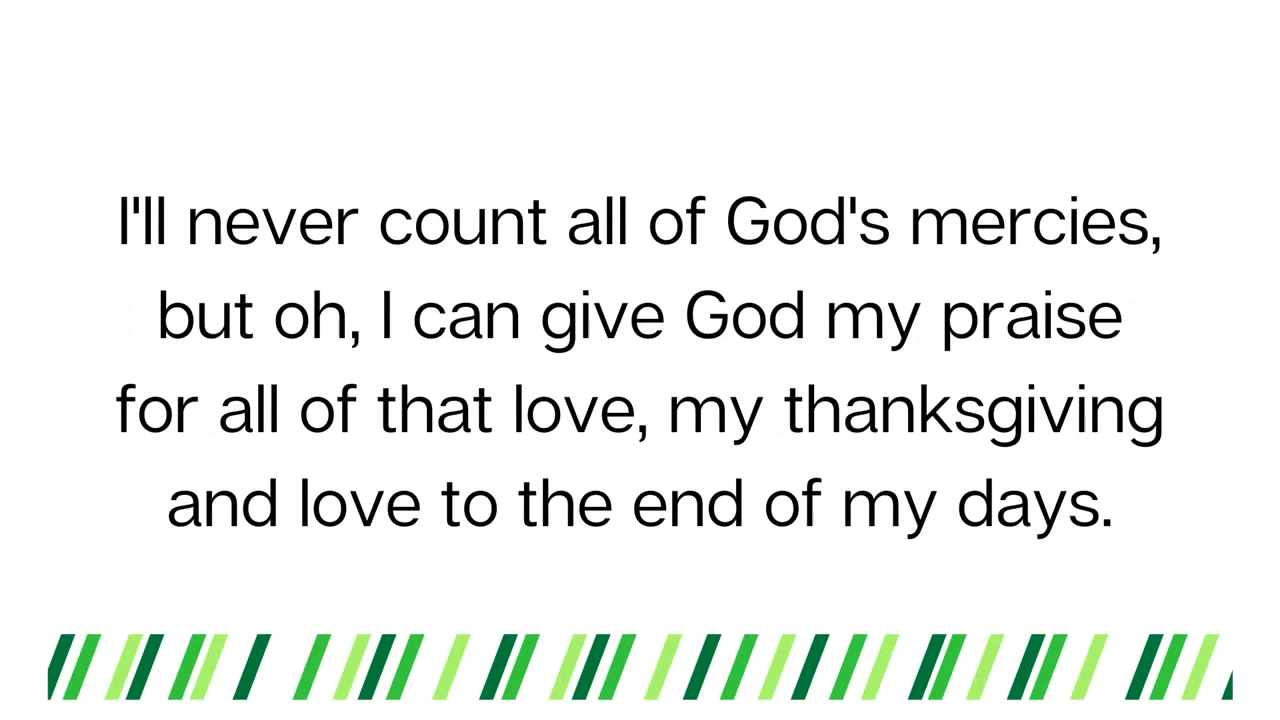 I'll never count all of God's mercies,
but oh, I can give God my praise
for all of that love, my thanksgiving
and love to the end of my days.